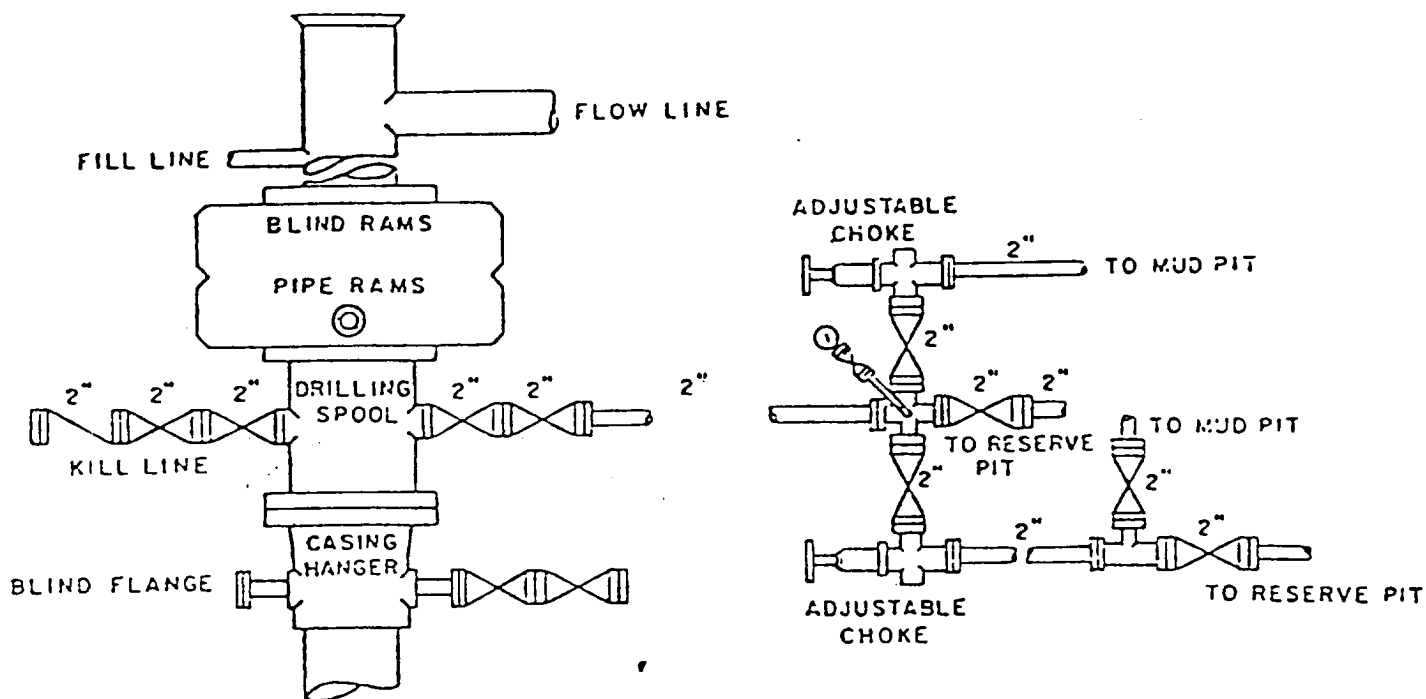 FLOW LINE
FILL LINE
BLIND RAMS
PIPE RAMS
2" 2" 2" DRILLING SPOOL 2" 2" 2"
KILL LINE
CASING
HANGER
BLIND FLANGE
ADJUSTABLE
CHOKE
2"
TO MUD PIT
2"
2" 2"
TO RESERVE
PIT
2"
TO MUD PIT
2"
2"
2"
TO RESERVE PIT
ADJUSTABLE
CHOKE